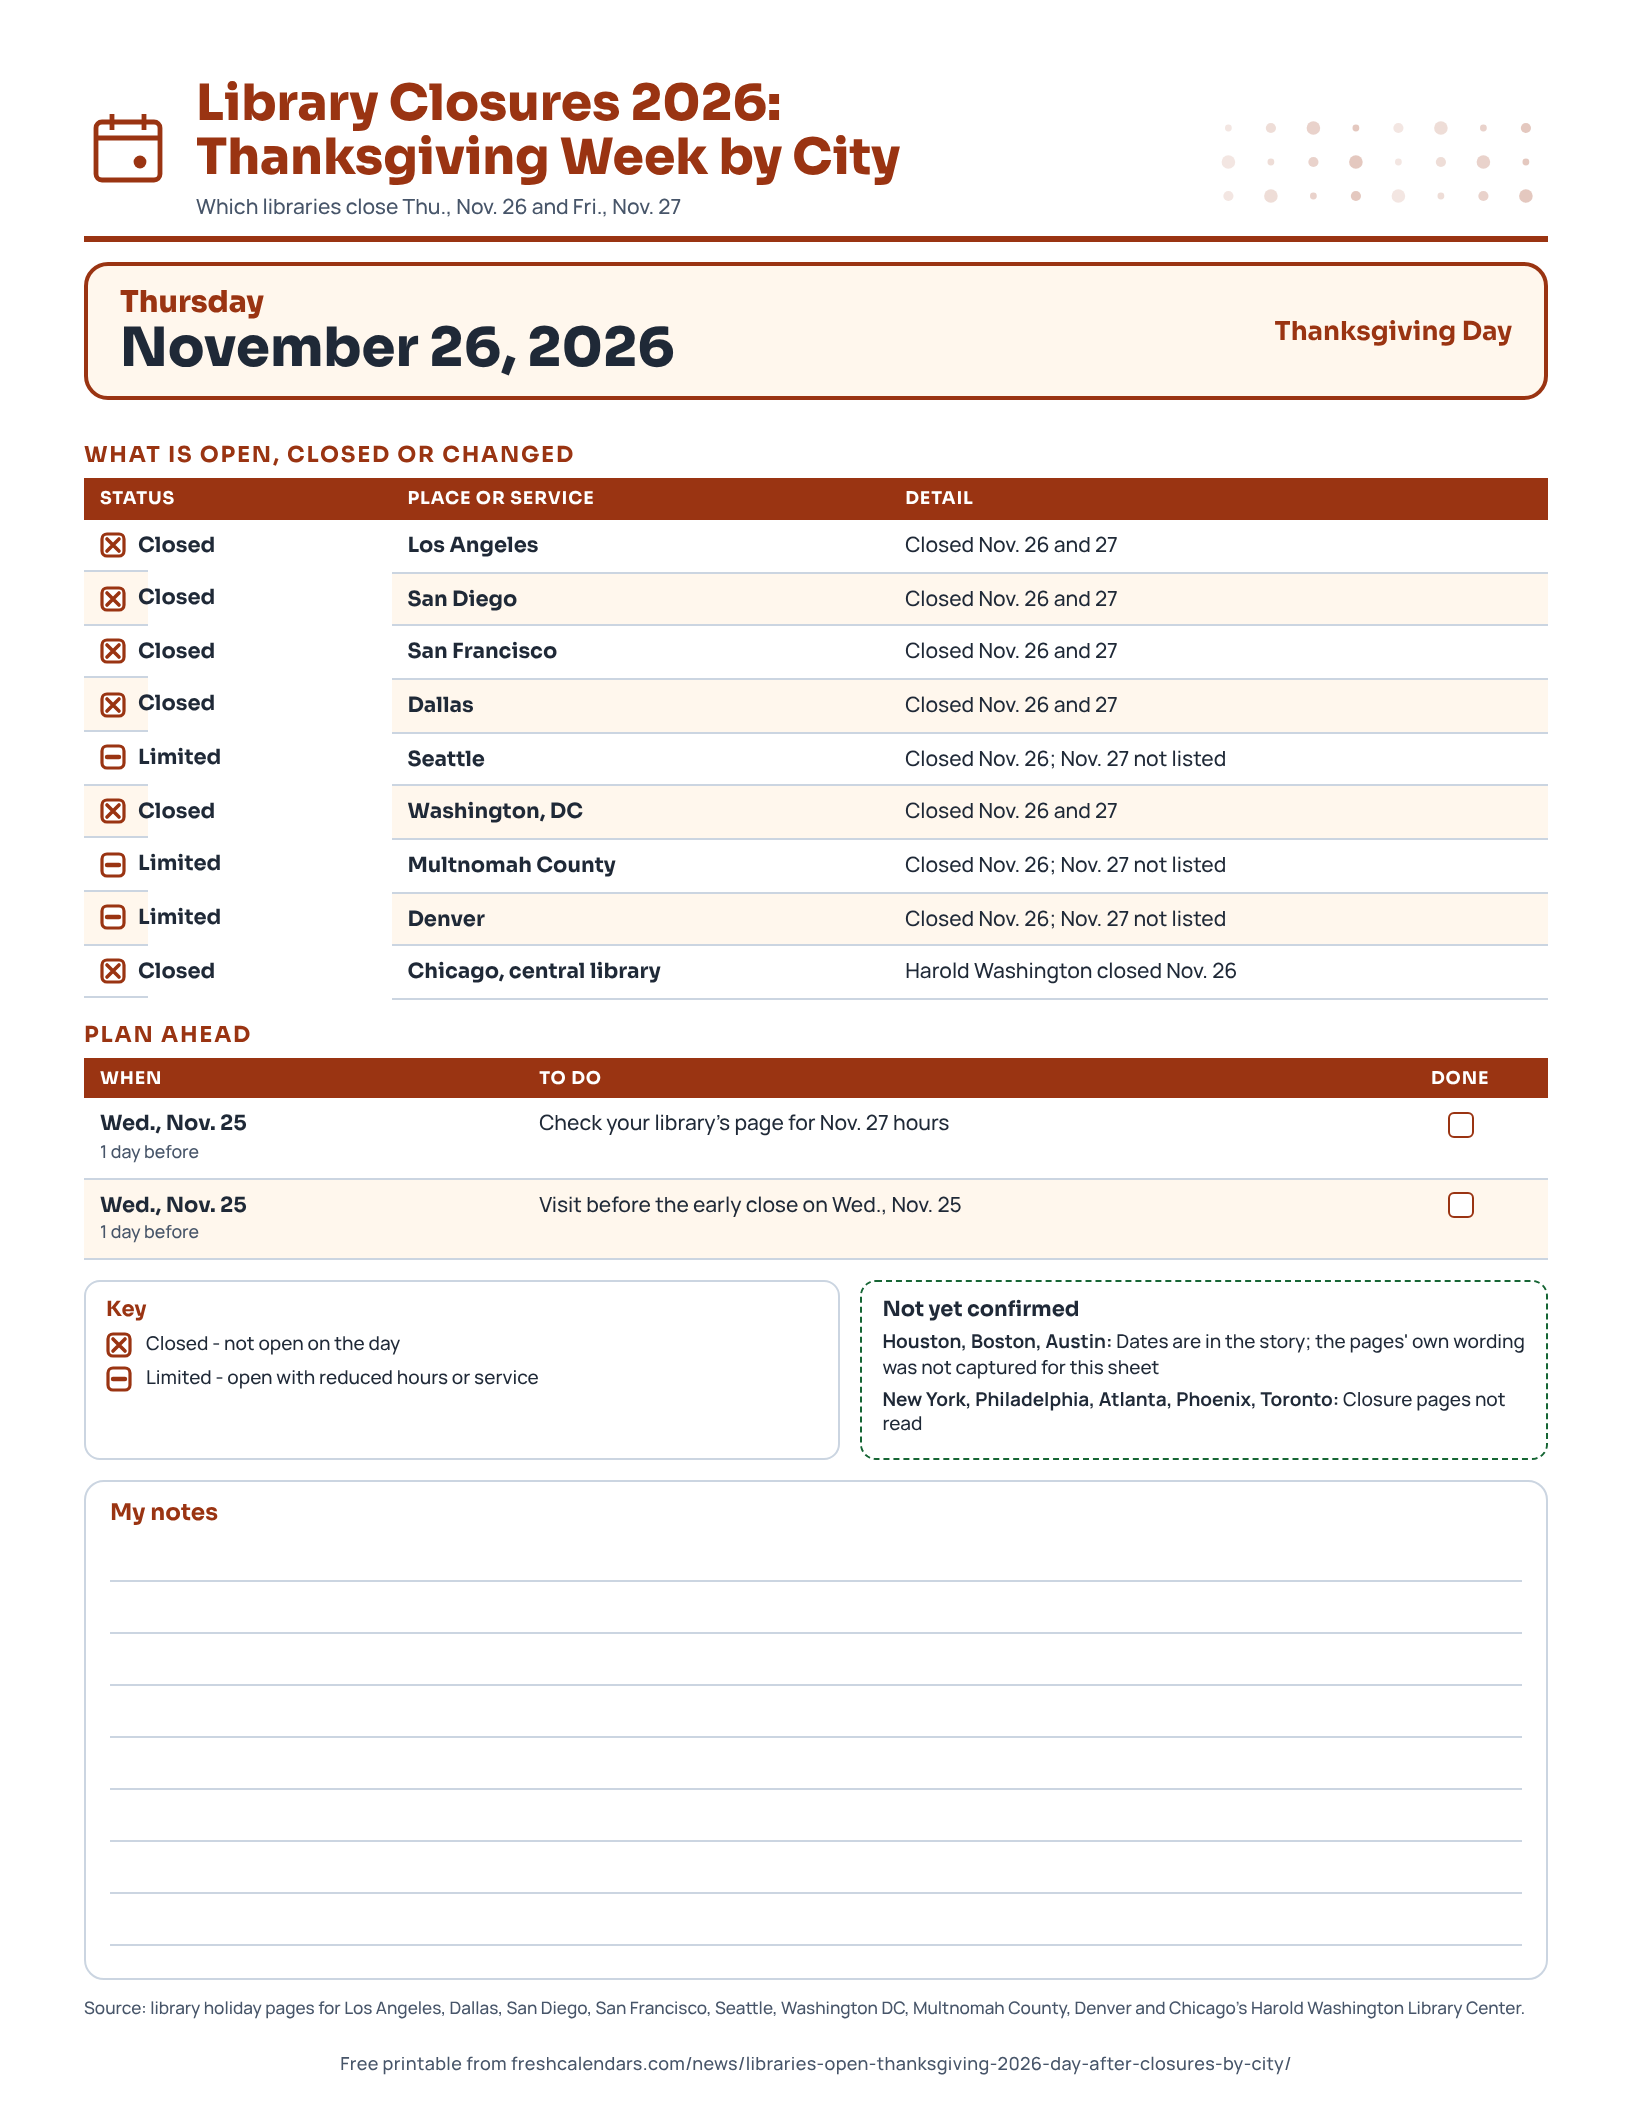 Library Closures 2026:
Thanksgiving Week by City
Which libraries close Thu., Nov. 26 and Fri., Nov. 27
Thursday
November 26, 2026
Thanksgiving Day
WHAT IS OPEN, CLOSED OR CHANGED
STATUS PLACE OR SERVICE DETAIL
Closed Los Angeles Closed Nov. 26 and 27
Closed San Diego Closed Nov. 26 and 27
Closed San Francisco Closed Nov. 26 and 27
Closed Dallas Closed Nov. 26 and 27
Limited Seattle Closed Nov. 26; Nov. 27 not listed
Closed Washington, DC Closed Nov. 26 and 27
Limited Multnomah County Closed Nov. 26; Nov. 27 not listed
Limited Denver Closed Nov. 26; Nov. 27 not listed
Closed Chicago, central library Harold Washington closed Nov. 26
PLAN AHEAD
WHEN TO DO DONE
Wed., Nov. 25 Check your library’s page for Nov. 27 hours
1 day before
Wed., Nov. 25 Visit before the early close on Wed., Nov. 25
1 day before
Key
Closed - not open on the day
Limited - open with reduced hours or service
Not yet confirmed
Houston, Boston, Austin: Dates are in the story; the pages' own wording
was not captured for this sheet
New York, Philadelphia, Atlanta, Phoenix, Toronto: Closure pages not
read
My notes
Source: library holiday pages for Los Angeles, Dallas, San Diego, San Francisco, Seattle, Washington DC, Multnomah County, Denver and Chicago’s Harold Washington Library Center.
Free printable from freshcalendars.com/news/libraries-open-thanksgiving-2026-day-after-closures-by-city/